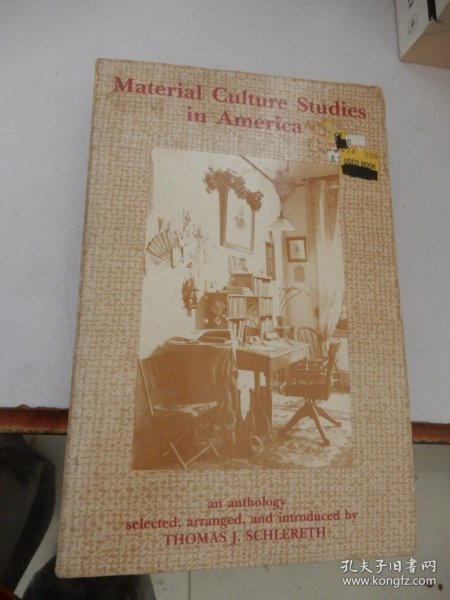 Material Culture Studies
in America
USED BOOK
an anthology
selected, arranged, and introduced by
THOMAS J. SCHLERETH
孔夫子旧书网
www.kongfz.com